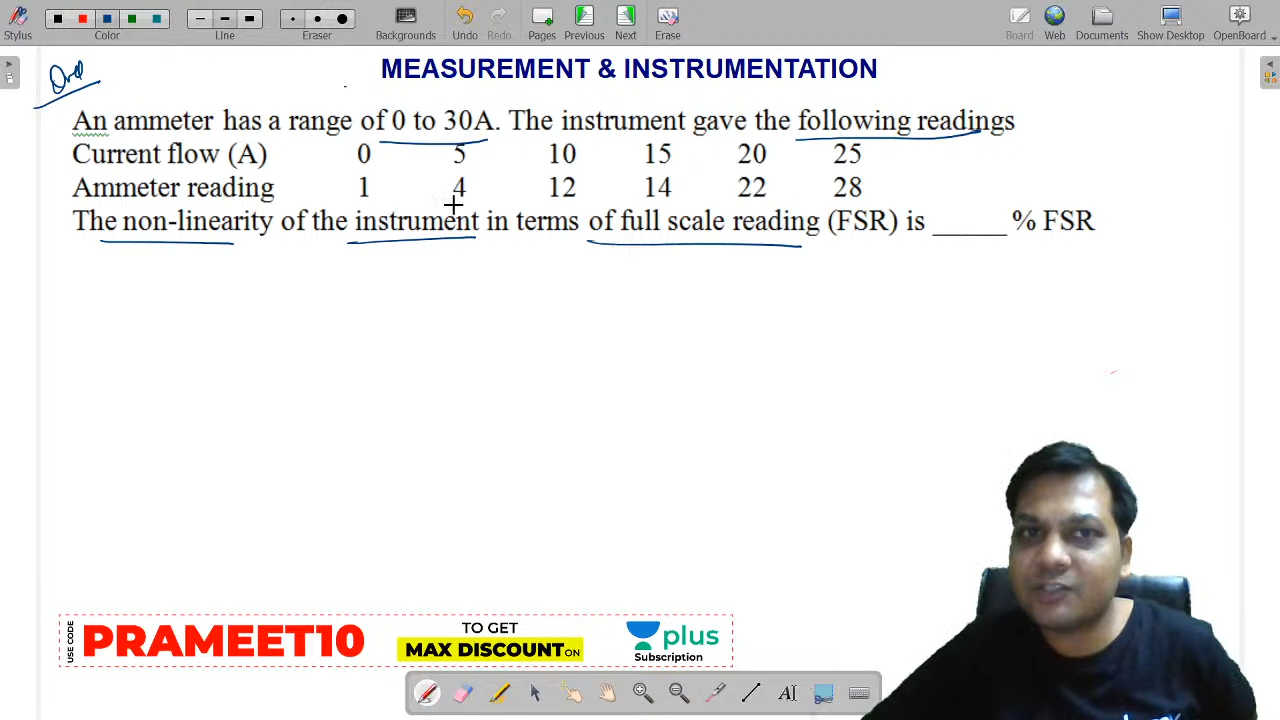 Stylus
Color
Line
Eraser
Backgrounds
Undo
Redo
Pages
Previous
Next
Erase
Board
Web
Documents
Show Desktop
OpenBoard
MEASUREMENT & INSTRUMENTATION
An ammeter has a range of 0 to 30A. The instrument gave the following readings
Current flow (A) 0 5 10 15 20 25
Ammeter reading 1 4 12 14 22 28
The non-linearity of the instrument in terms of full scale reading (FSR) is _____ % FSR
USE CODE
PRAMEET10
TO GET
MAX DISCOUNT ON
plus
Subscription